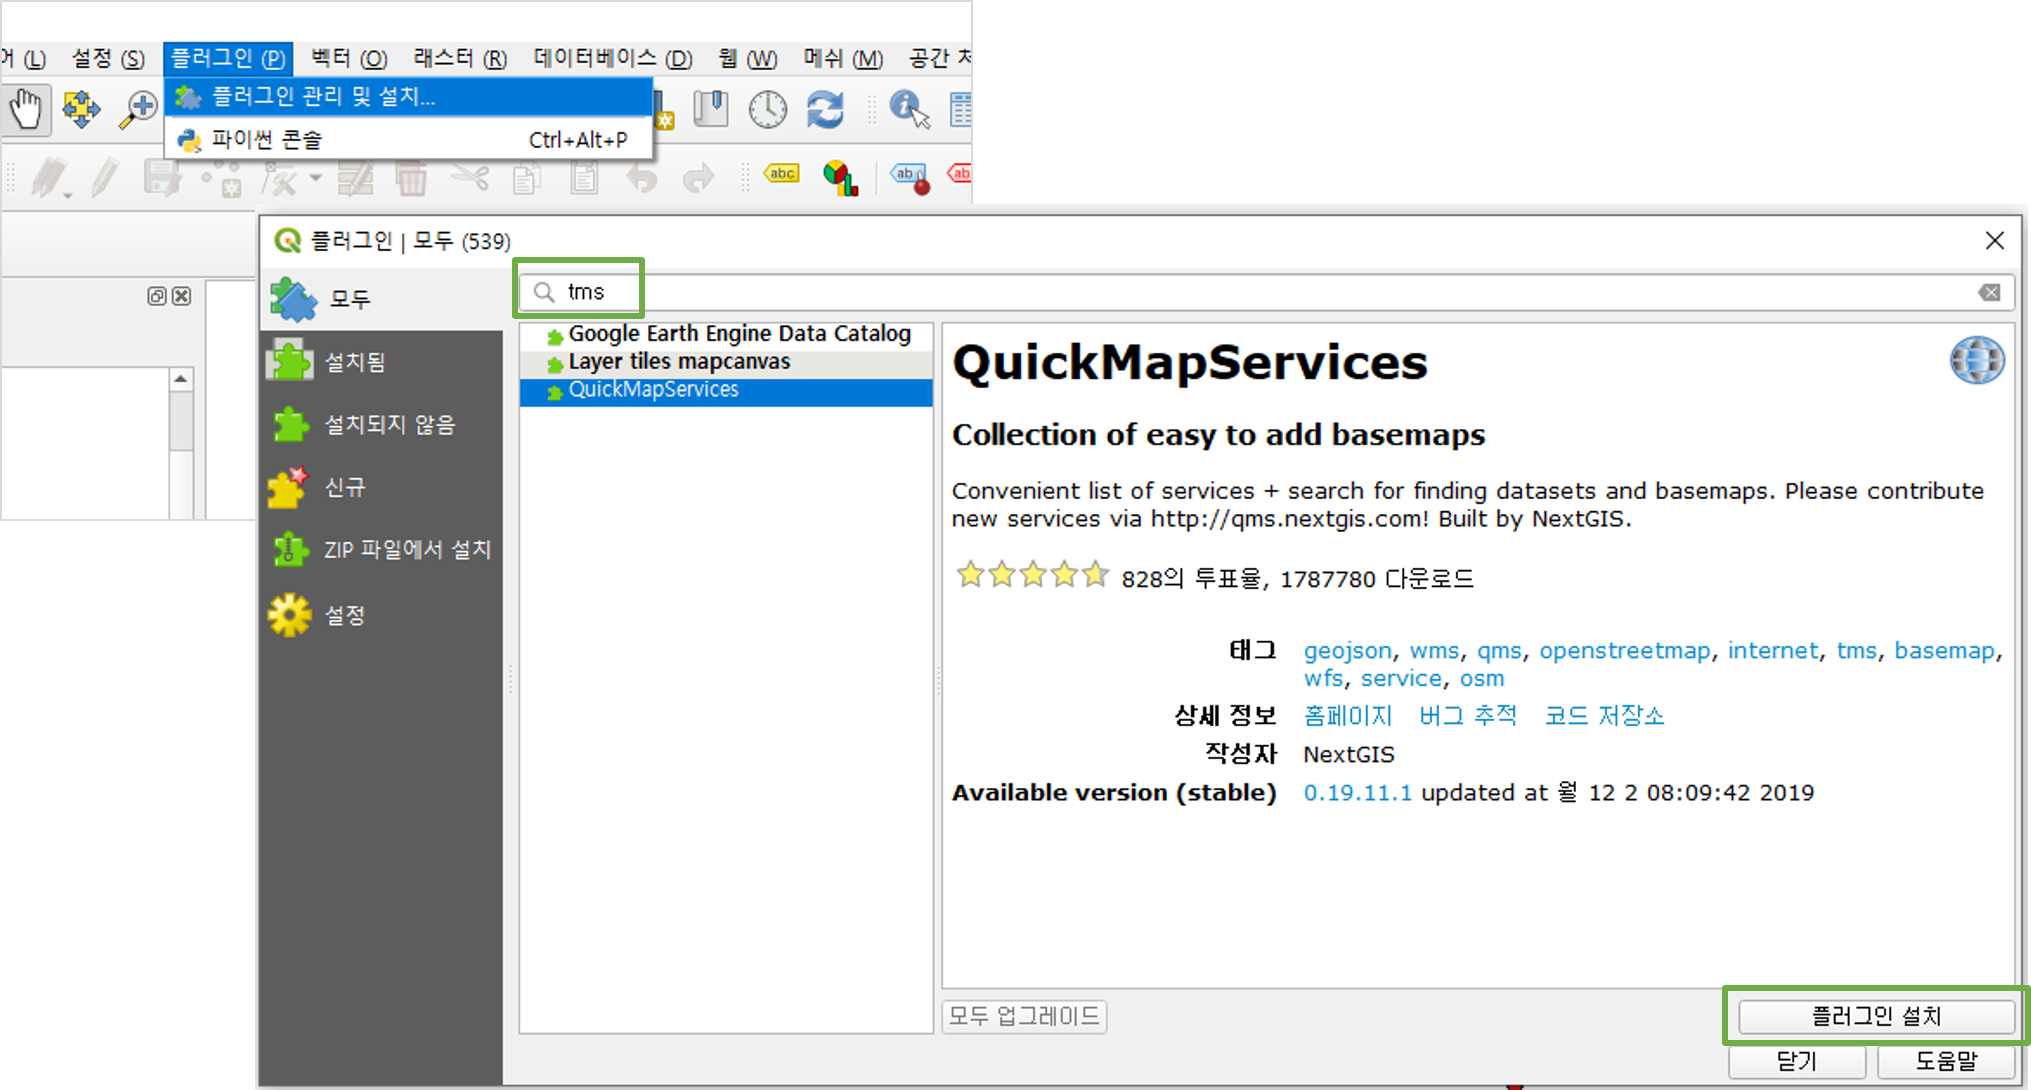 어 (L) 설정 (S) 플러그인 (P) 벡터 (O) 래스터 (R) 데이터베이스 (D) 웹 (W) 메쉬 (M) 공간
플러그인 관리 및 설치...
파이썬 콘솔 Ctrl+Alt+P
abc ab ab
플러그인 | 모두 (539)
모두
tms
설치됨
설치되지 않음
신규
ZIP 파일에서 설치
설정
Google Earth Engine Data Catalog
Layer tiles mapcanvas
QuickMapServices
QuickMapServices
Collection of easy to add basemaps
Convenient list of services + search for finding datasets and basemaps. Please contribute
new services via http://qms.nextgis.com! Built by NextGIS.
828의 투표율, 1787780 다운로드
태그 geojson, wms, qms, openstreetmap, internet, tms, basemap,
wfs, service, osm
상세 정보 홈페이지 버그 추적 코드 저장소
작성자 NextGIS
Available version (stable) 0.19.11.1 updated at 월 12 2 08:09:42 2019
모두 업그레이드
플러그인 설치
닫기 도움말